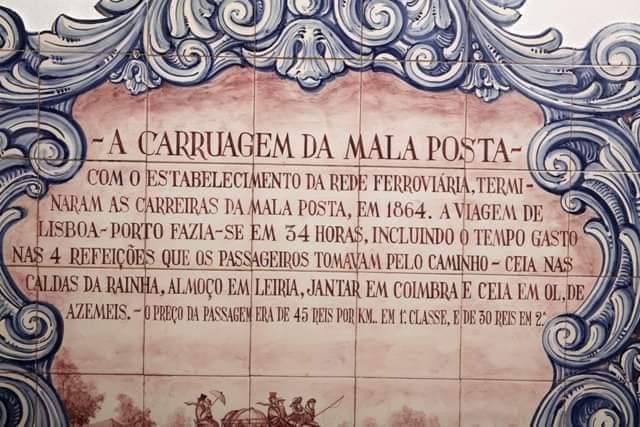 - A CARRUAGEM DA MALA POSTA -
COM O ESTABELECIMENTO DA REDE FERROVIÁRIA, TERMI-
NARAM AS CARREIRAS DA MALA POSTA, EM 1864. A VIAGEM DE
LISBOA-PORTO FAZIA-SE EM 34 HORAS, INCLUINDO O TEMPO GASTO
NAS 4 REFEIÇÕES QUE OS PASSAGEIROS TOMAVAM PELO CAMINHO - CEIA NAS
CALDAS DA RAINHA, ALMOÇO EM LEIRIA, JANTAR EM COIMBRA E CEIA EM OL. DE
AZEMEIS. - O PREÇO DA PASSAGEM ERA DE 45 REIS POR KM.. EM 1ª CLASSE, E DE 30 REIS EM 2ª